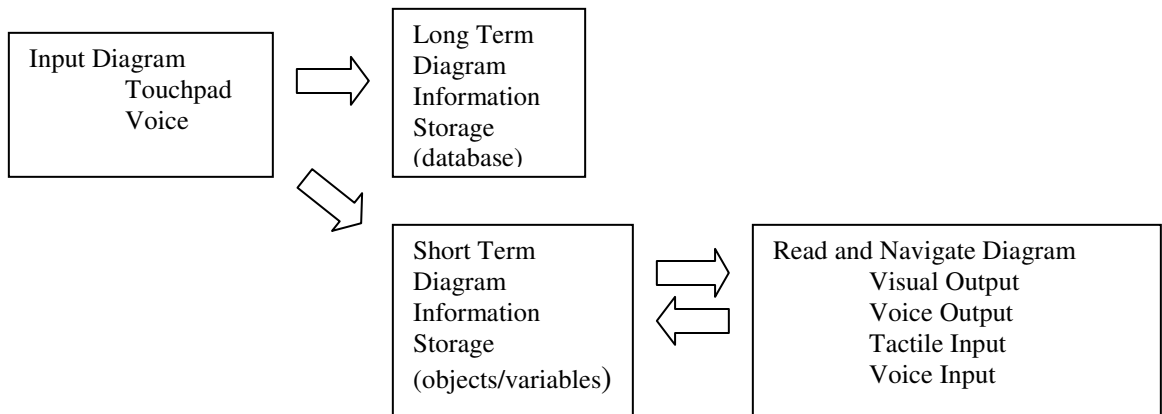 Input Diagram
Touchpad
Voice
Long Term
Diagram
Information
Storage
(database)
Short Term
Diagram
Information
Storage
(objects/variables)
Read and Navigate Diagram
Visual Output
Voice Output
Tactile Input
Voice Input